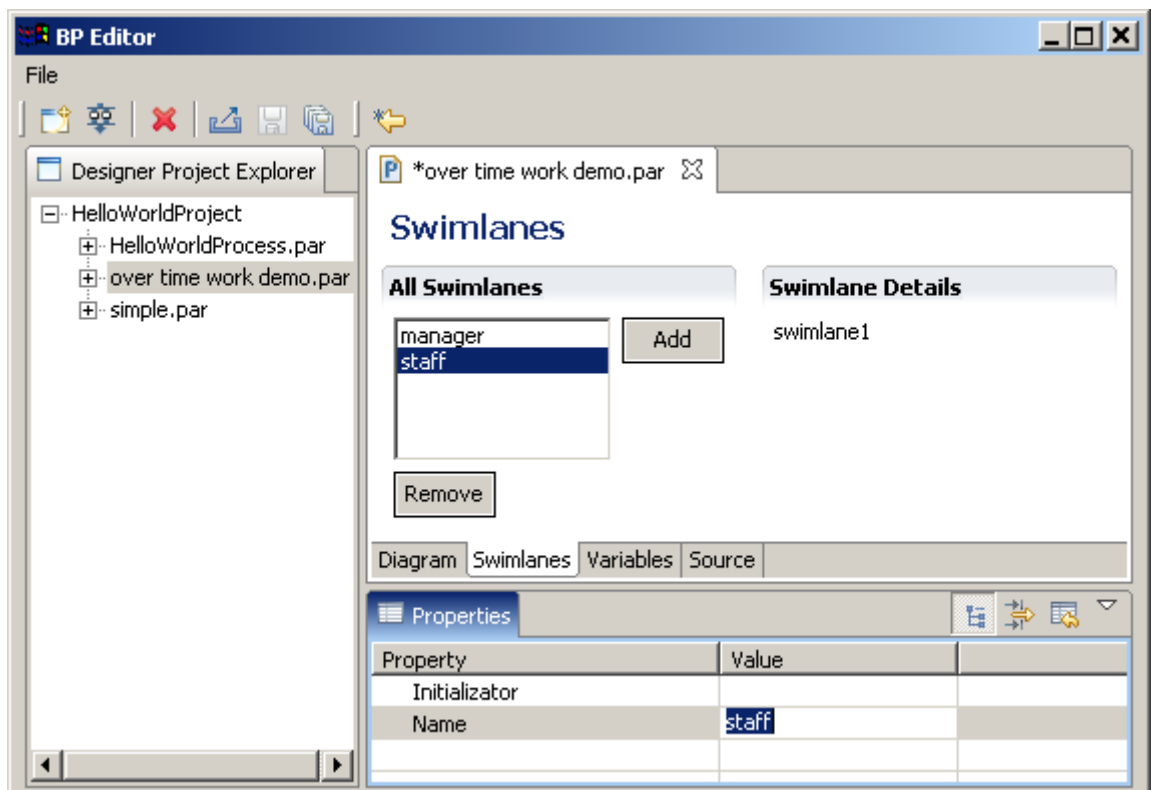 BP Editor
File
Designer Project Explorer
HelloWorldProject
HelloWorldProcess.par
over time work demo.par
simple.par
P *over time work demo.par
Swimlanes
All Swimlanes
manager
staff
Add
Remove
Swimlane Details
swimlane1
Diagram Swimlanes Variables Source
Properties
Property Value
Initializator
Name staff